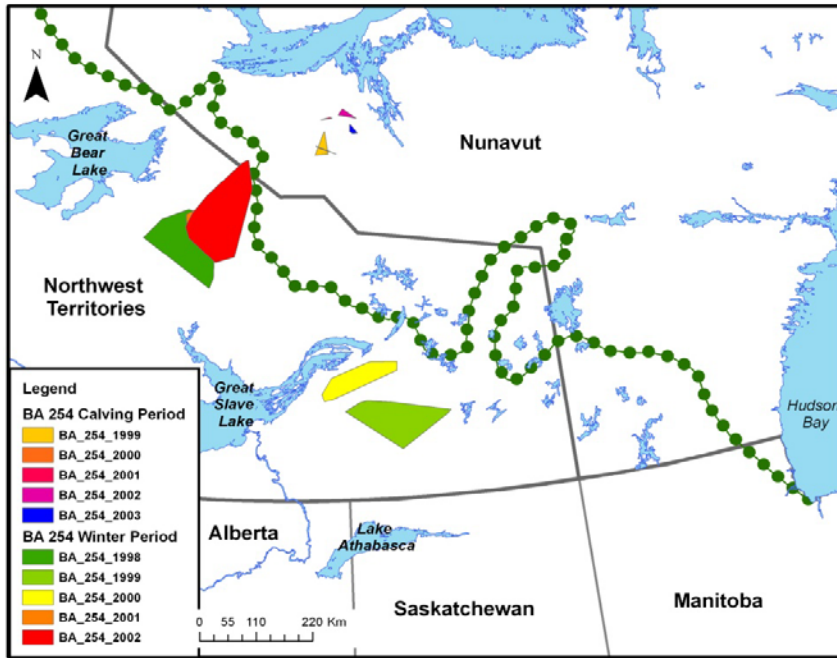 N
Great
Bear
Lake
Nunavut
Northwest
Territories
Great
Slave
Lake
Hudson
Bay
Legend
BA 254 Calving Period
BA_254_1999
BA_254_2000
BA_254_2001
BA_254_2002
BA_254_2003
BA 254 Winter Period
BA_254_1998
BA_254_1999
BA_254_2000
BA_254_2001
BA_254_2002
Alberta
Lake
Athabasca
Saskatchewan
Manitoba
0 55 110 220 Km